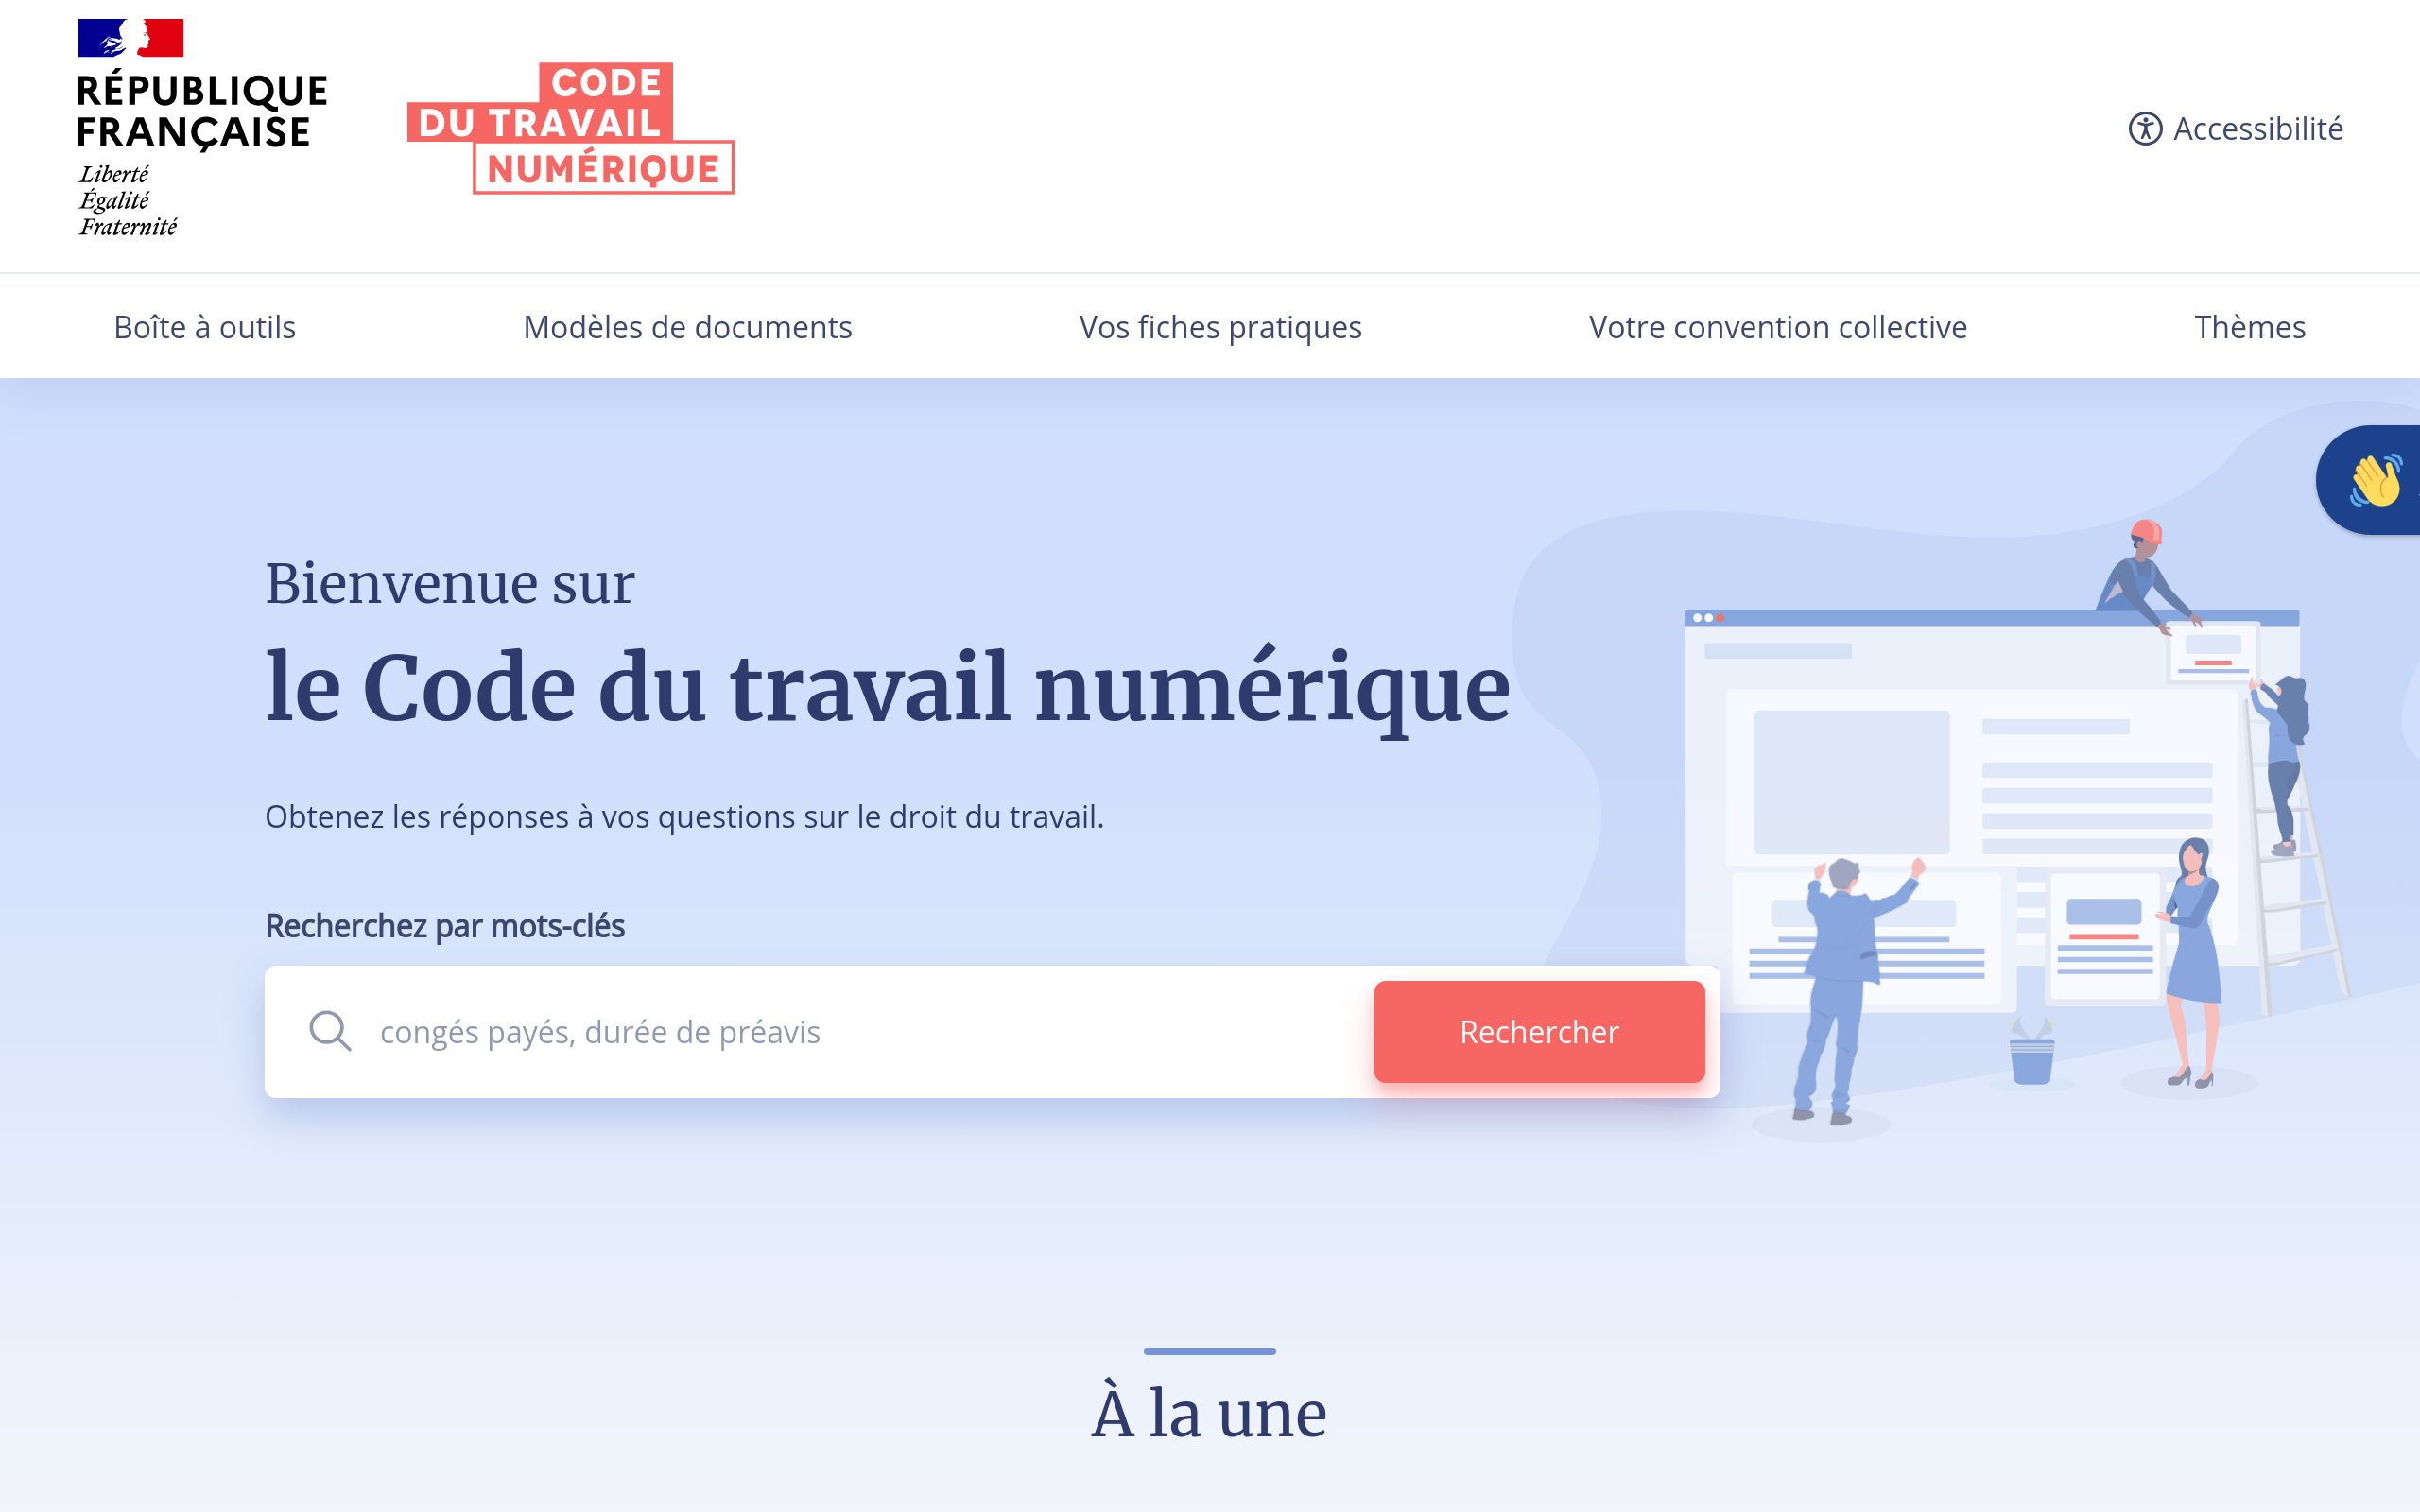 RÉPUBLIQUE
FRANÇAISE
Liberté
Égalité
Fraternité
CODE
DU TRAVAIL
NUMÉRIQUE
Accessibilité
Boîte à outils
Modèles de documents
Vos fiches pratiques
Votre convention collective
Thèmes
Bienvenue sur
le Code du travail numérique
Obtenez les réponses à vos questions sur le droit du travail.
Recherchez par mots-clés
congés payés, durée de préavis
Rechercher
À la une